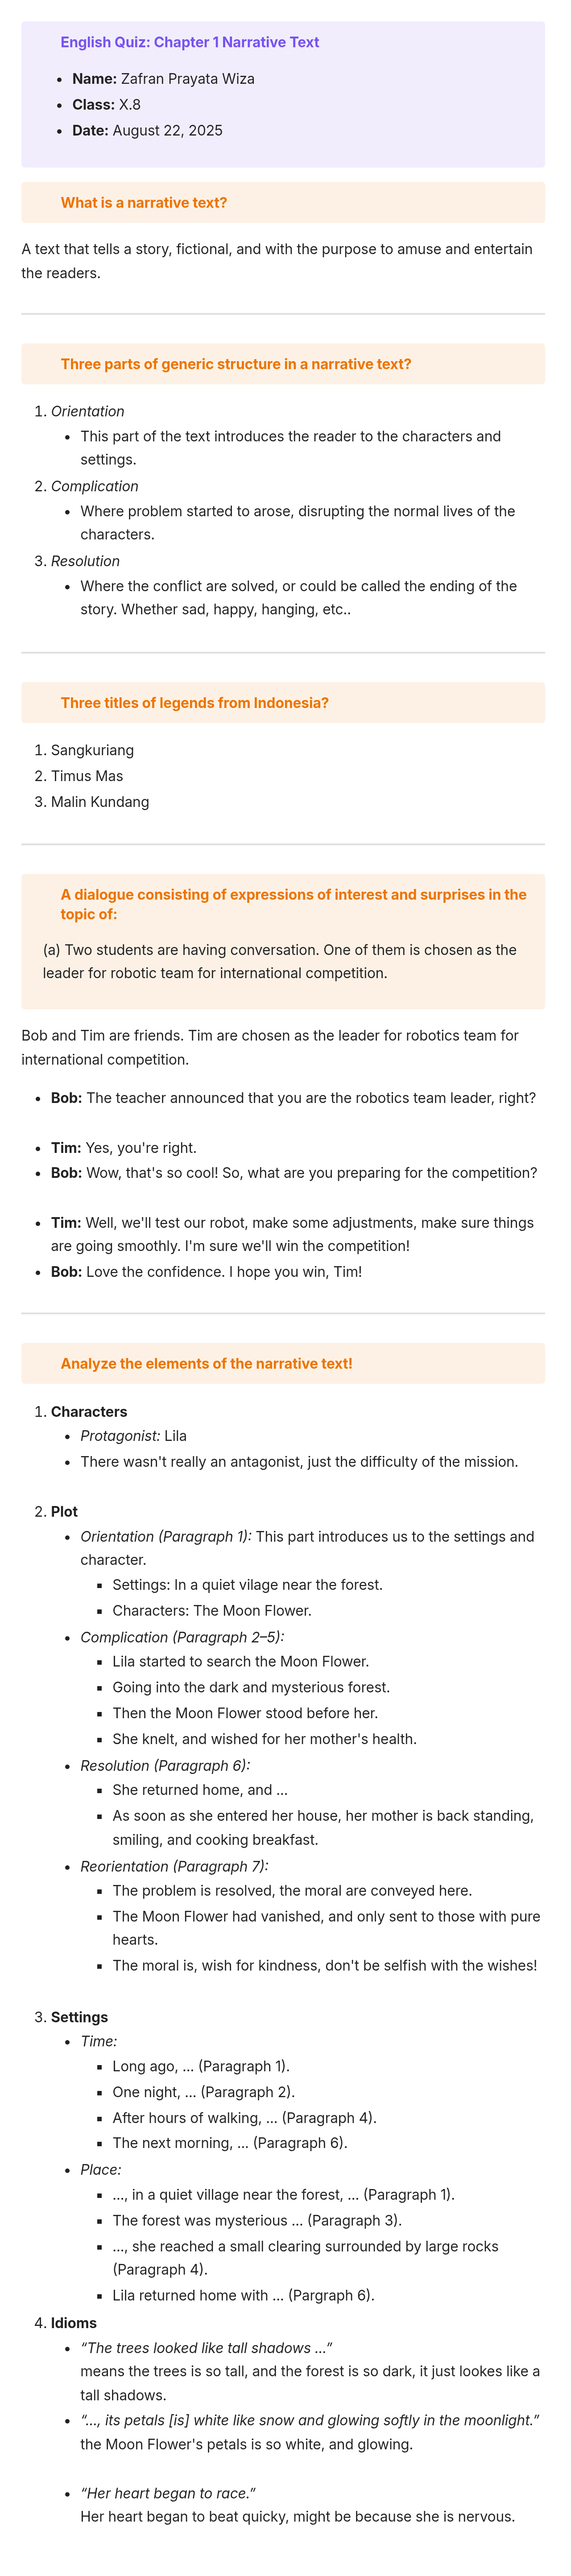 English Quiz: Chapter 1 Narrative Text
• Name: Zafran Prayata Wiza
• Class: X.8
• Date: August 22, 2025
What is a narrative text?
A text that tells a story, fictional, and with the purpose to amuse and entertain
the readers.
Three parts of generic structure in a narrative text?
1. Orientation
• This part of the text introduces the reader to the characters and
settings.
2. Complication
• Where problem started to arose, disrupting the normal lives of the
characters.
3. Resolution
• Where the conflict are solved, or could be called the ending of the
story. Whether sad, happy, hanging, etc..
Three titles of legends from Indonesia?
1. Sangkuriang
2. Timus Mas
3. Malin Kundang
A dialogue consisting of expressions of interest and surprises in the
topic of:
(a) Two students are having conversation. One of them is chosen as the
leader for robotic team for international competition.
Bob and Tim are friends. Tim are chosen as the leader for robotics team for
international competition.
• Bob: The teacher announced that you are the robotics team leader, right?
• Tim: Yes, you're right.
• Bob: Wow, that's so cool! So, what are you preparing for the competition?
• Tim: Well, we'll test our robot, make some adjustments, make sure things
are going smoothly. I'm sure we'll win the competition!
• Bob: Love the confidence. I hope you win, Tim!
Analyze the elements of the narrative text!
1. Characters
• Protagonist: Lila
• There wasn't really an antagonist, just the difficulty of the mission.
2. Plot
• Orientation (Paragraph 1): This part introduces us to the settings and
character.
▪ Settings: In a quiet vilage near the forest.
▪ Characters: The Moon Flower.
• Complication (Paragraph 2–5):
▪ Lila started to search the Moon Flower.
▪ Going into the dark and mysterious forest.
▪ Then the Moon Flower stood before her.
▪ She knelt, and wished for her mother's health.
• Resolution (Paragraph 6):
▪ She returned home, and ...
▪ As soon as she entered her house, her mother is back standing,
smiling, and cooking breakfast.
• Reorientation (Paragraph 7):
▪ The problem is resolved, the moral are conveyed here.
▪ The Moon Flower had vanished, and only sent to those with pure
hearts.
▪ The moral is, wish for kindness, don't be selfish with the wishes!
3. Settings
• Time:
▪ Long ago, ... (Paragraph 1).
▪ One night, ... (Paragraph 2).
▪ After hours of walking, ... (Paragraph 4).
▪ The next morning, ... (Paragraph 6).
• Place:
▪ ..., in a quiet village near the forest, ... (Paragraph 1).
▪ The forest was mysterious ... (Paragraph 3).
▪ ..., she reached a small clearing surrounded by large rocks
(Paragraph 4).
▪ Lila returned home with ... (Pargraph 6).
4. Idioms
• “The trees looked like tall shadows ...”
means the trees is so tall, and the forest is so dark, it just lookes like a
tall shadows.
• “..., its petals [is] white like snow and glowing softly in the moonlight.”
the Moon Flower's petals is so white, and glowing.
• “Her heart began to race.”
Her heart began to beat quicky, might be because she is nervous.